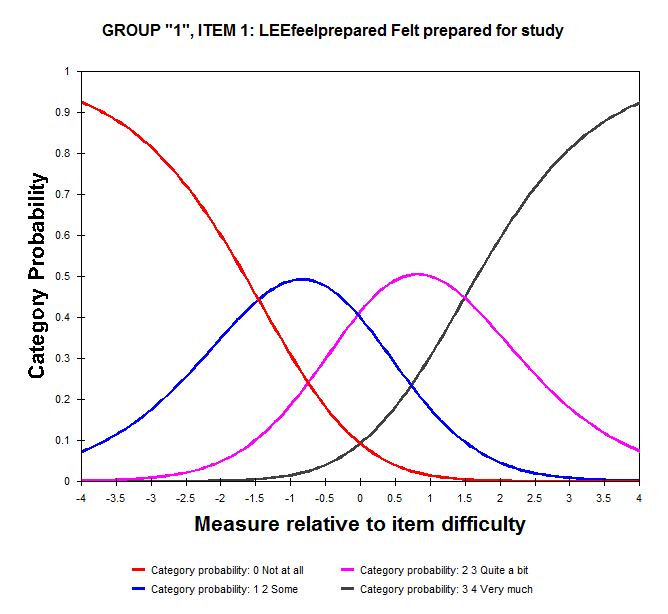 GROUP "1", ITEM 1: LEEfeelprepared Felt prepared for study
Category Probability
1
0.9
0.8
0.7
0.6
0.5
0.4
0.3
0.2
0.1
0
-4 -3.5 -3 -2.5 -2 -1.5 -1 -0.5 0 0.5 1 1.5 2 2.5 3 3.5 4
Measure relative to item difficulty
Category probability: 0 Not at all
Category probability: 2 3 Quite a bit
Category probability: 1 2 Some
Category probability: 3 4 Very much